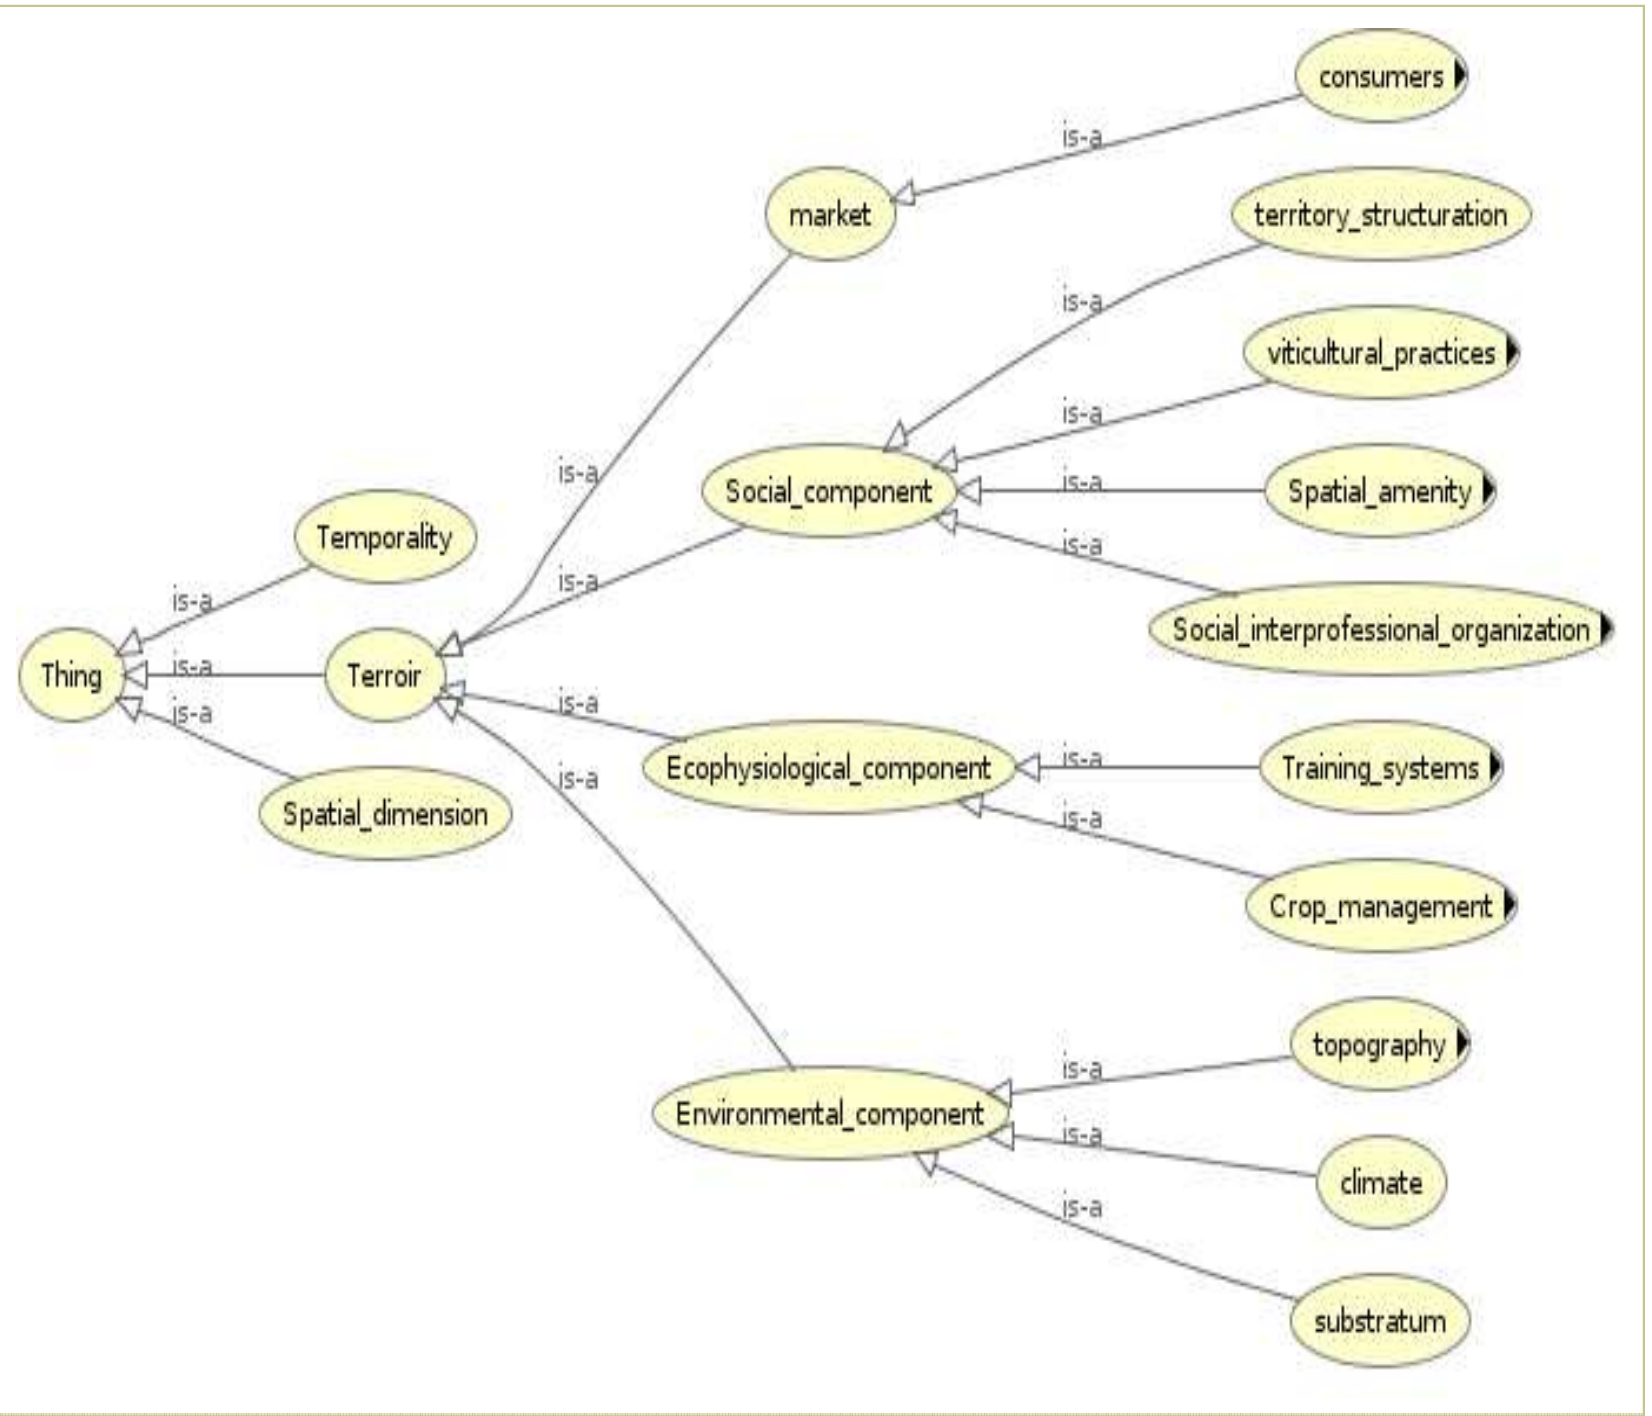 consumers
is-a
market
territory_structuration
is-a
viticultural_practices
is-a
is-a
Social_component
is-a
Spatial_amenity
Temporality
is-a
is-a
is-a
Social_interprofessional_organization
Thing
is-a
Terroir
is-a
is-a
Ecophysiological_component
is-a
Training_systems
is-a
Spatial_dimension
is-a
Crop_management
topography
is-a
Environmental_component
is-a
climate
is-a
substratum